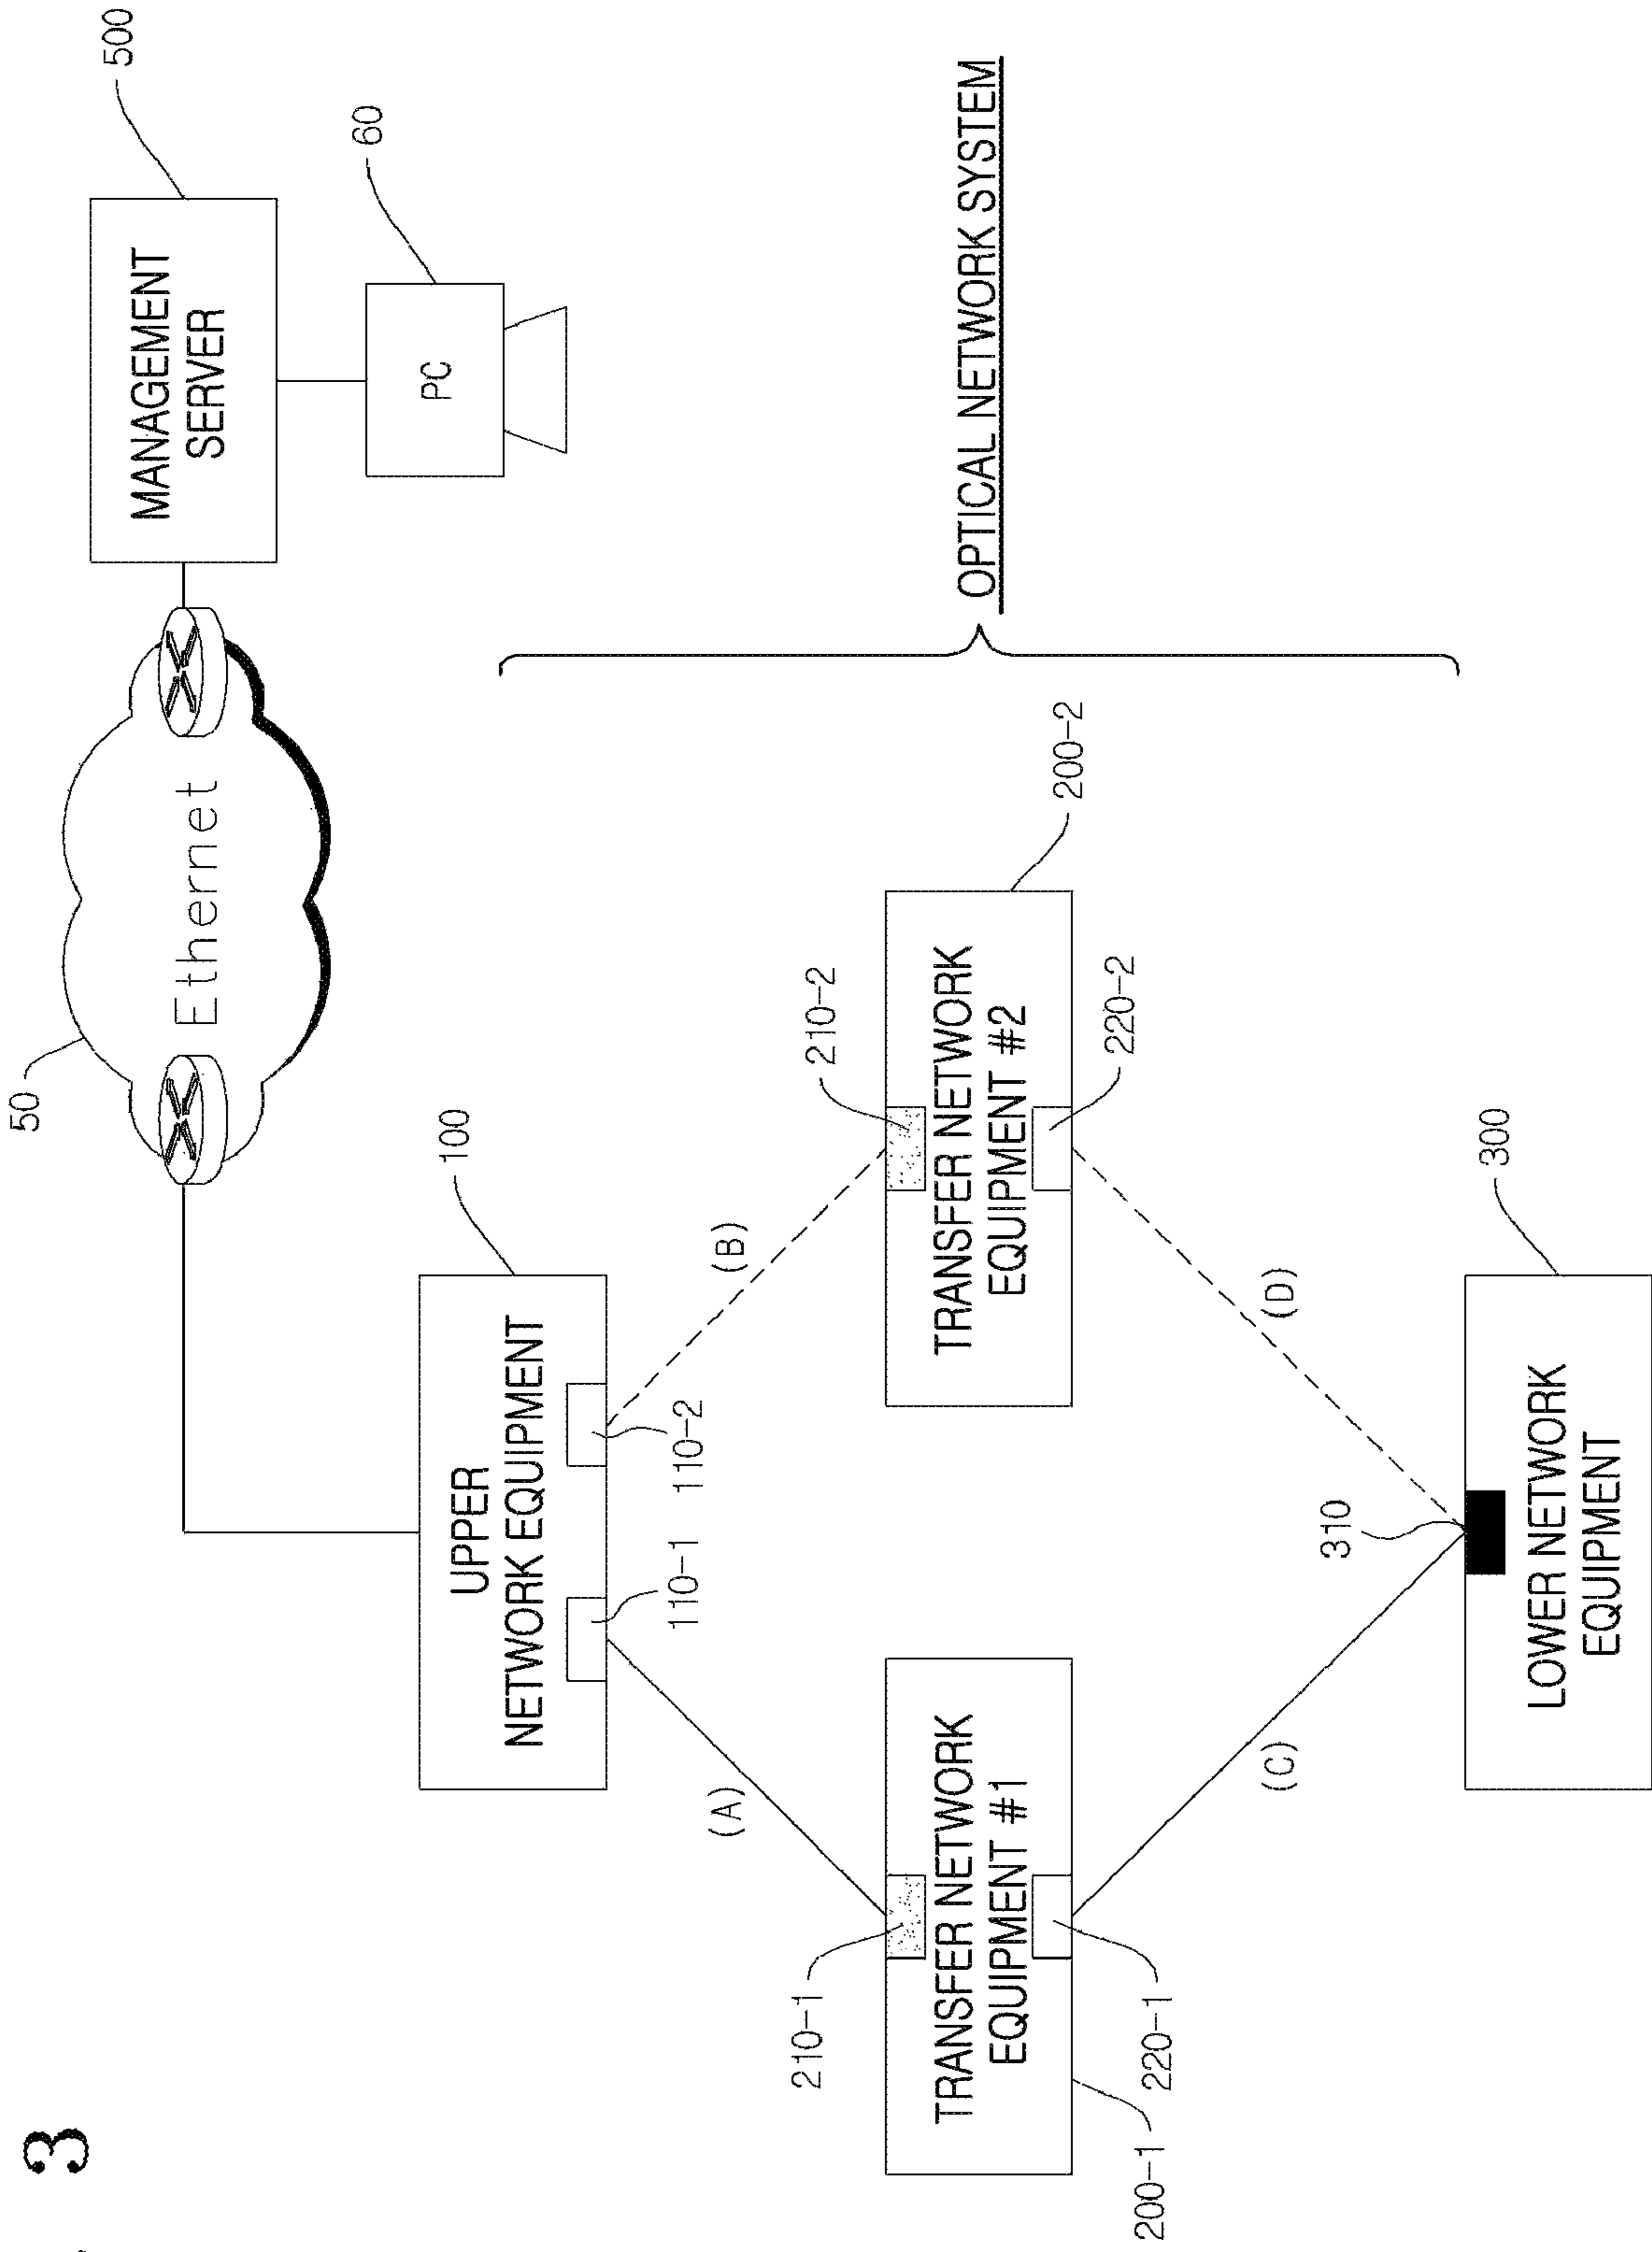 3
50
Ethernet
MANAGEMENT
SERVER
500
PC
60
100
UPPER
NETWORK EQUIPMENT
110-1
110-2
(A)
(B)
OPTICAL NETWORK SYSTEM
210-1
TRANSFER NETWORK
EQUIPMENT #1
220-1
200-1
210-2
TRANSFER NETWORK
EQUIPMENT #2
220-2
200-2
(C)
(D)
310
300
LOWER NETWORK
EQUIPMENT